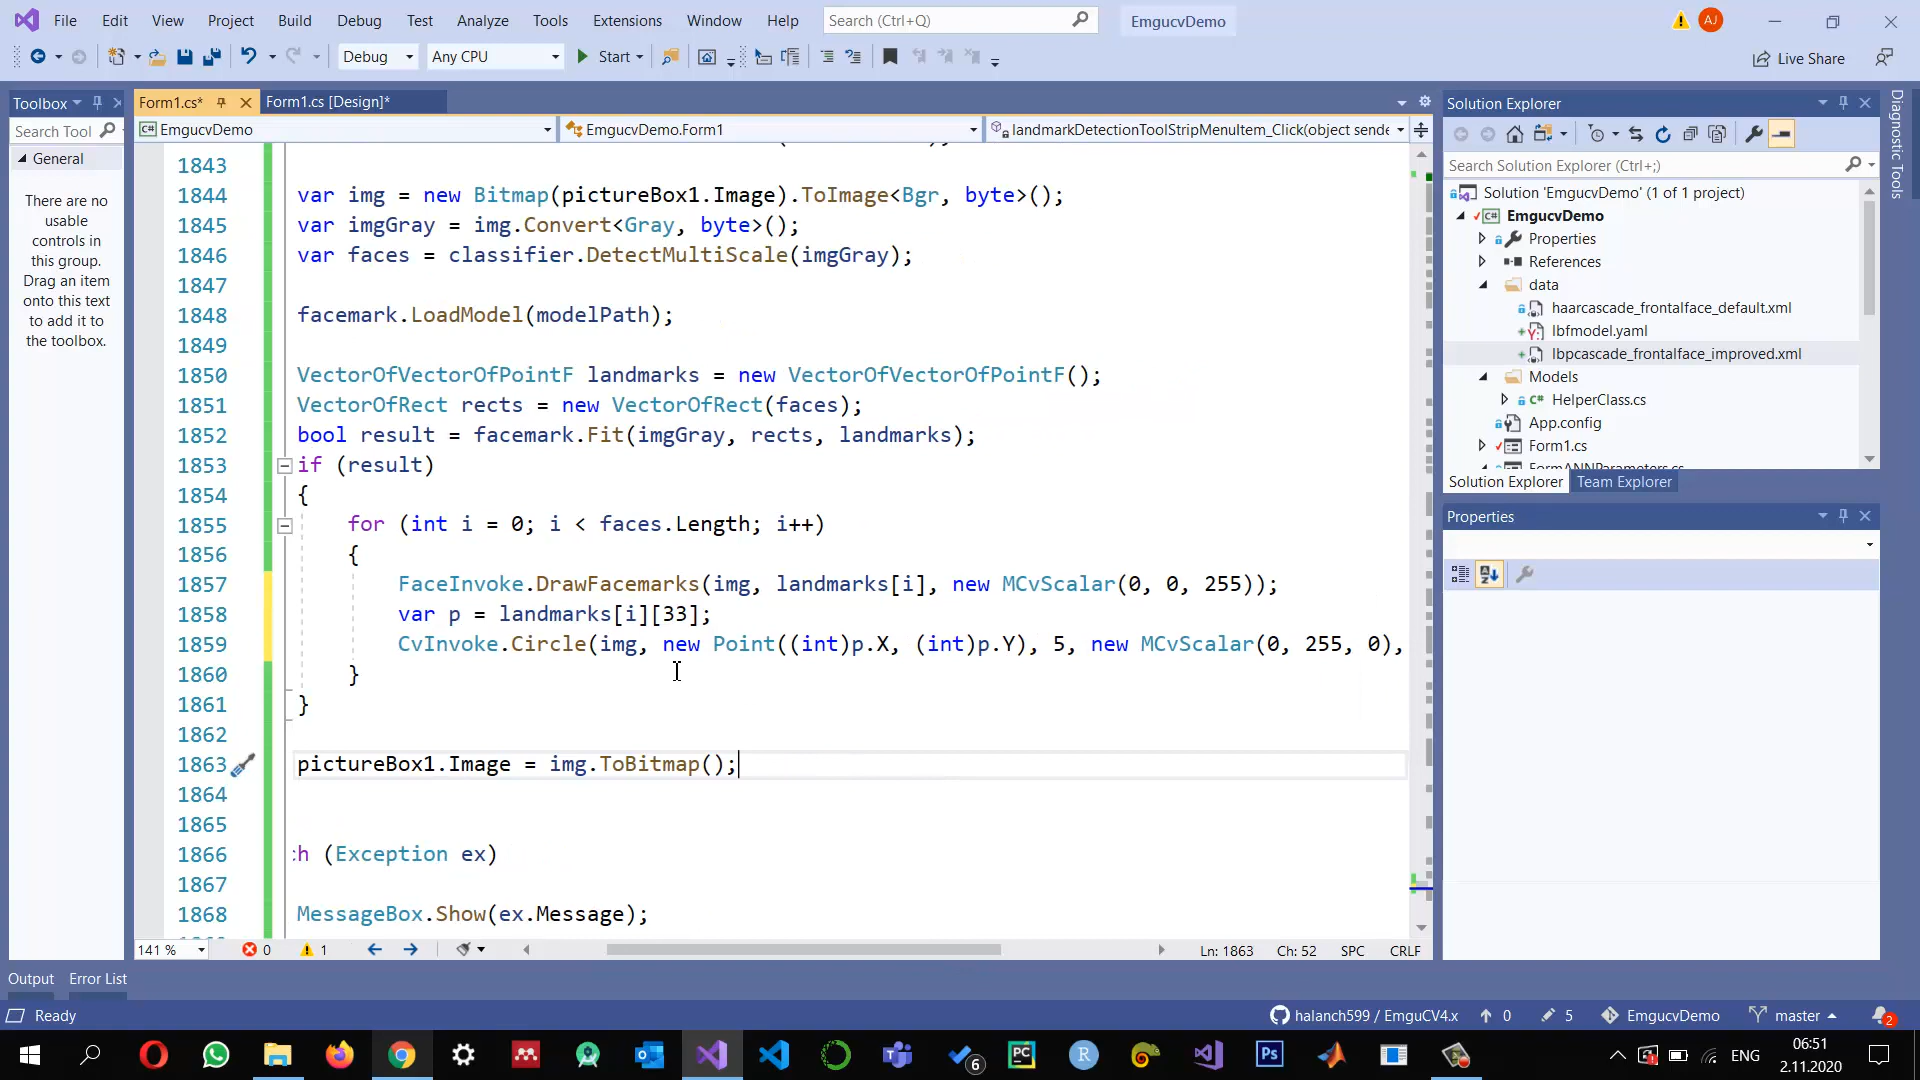 File Edit View Project Build Debug Test Analyze Tools Extensions Window Help Search (Ctrl+Q) EmgucvDemo AJ
Debug Any CPU Start Live Share
Toolbox Form1.cs* Form1.cs [Design]* Solution Explorer Diagnostic Tools
Search Tool EmgucvDemo EmgucvDemo.Form1 landmarkDetectionToolStripMenuItem_Click(object sende
General
There are no
usable
controls in
this group.
Drag an item
onto this text
to add it to
the toolbox.
1843
1844 var img = new Bitmap(pictureBox1.Image).ToImage<Bgr, byte>();
1845 var imgGray = img.Convert<Gray, byte>();
1846 var faces = classifier.DetectMultiScale(imgGray);
1847
1848 facemark.LoadModel(modelPath);
1849
1850 VectorOfVectorOfPointF landmarks = new VectorOfVectorOfPointF();
1851 VectorOfRect rects = new VectorOfRect(faces);
1852 bool result = facemark.Fit(imgGray, rects, landmarks);
1853 if (result)
1854 {
1855 for (int i = 0; i < faces.Length; i++)
1856 {
1857 FaceInvoke.DrawFacemarks(img, landmarks[i], new MCvScalar(0, 0, 255));
1858 var p = landmarks[i][33];
1859 CvInvoke.Circle(img, new Point((int)p.X, (int)p.Y), 5, new MCvScalar(0, 255, 0),
1860 }
1861 }
1862
1863 pictureBox1.Image = img.ToBitmap();
1864
1865
1866 :h (Exception ex)
1867
1868 MessageBox.Show(ex.Message);
141 % 0 1 Ln: 1863 Ch: 52 SPC CRLF
Search Solution Explorer (Ctrl+;)
Solution 'EmgucvDemo' (1 of 1 project)
EmgucvDemo
Properties
References
data
haarcascade_frontalface_default.xml
lbfmodel.yaml
lbpcascade_frontalface_improved.xml
Models
HelperClass.cs
App.config
Form1.cs
FormANNParameters.cs
Solution Explorer Team Explorer
Properties
Output Error List
Ready halanch599 / EmguCV4.x 0 5 EmgucvDemo master 2
6 PC R Ps ENG 06:51
2.11.2020